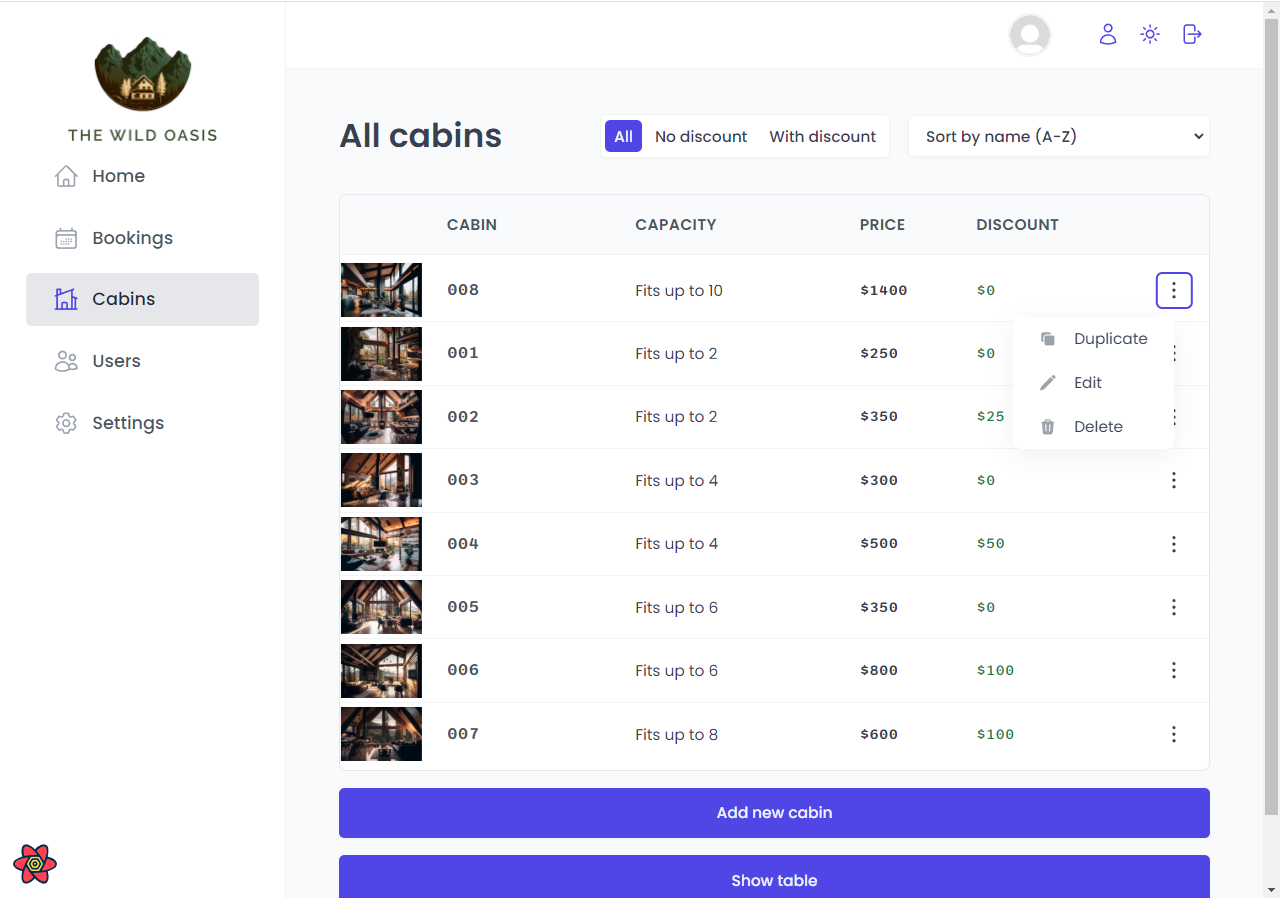 THE WILD OASIS
Home
Bookings
Cabins
Users
Settings
All cabins
All No discount With discount
Sort by name (A-Z)
CABIN CAPACITY PRICE DISCOUNT
008 Fits up to 10 $1400 $0
001 Fits up to 2 $250 $0
002 Fits up to 2 $350 $25
003 Fits up to 4 $300 $0
004 Fits up to 4 $500 $50
005 Fits up to 6 $350 $0
006 Fits up to 6 $800 $100
007 Fits up to 8 $600 $100
Duplicate
Edit
Delete
Add new cabin
Show table